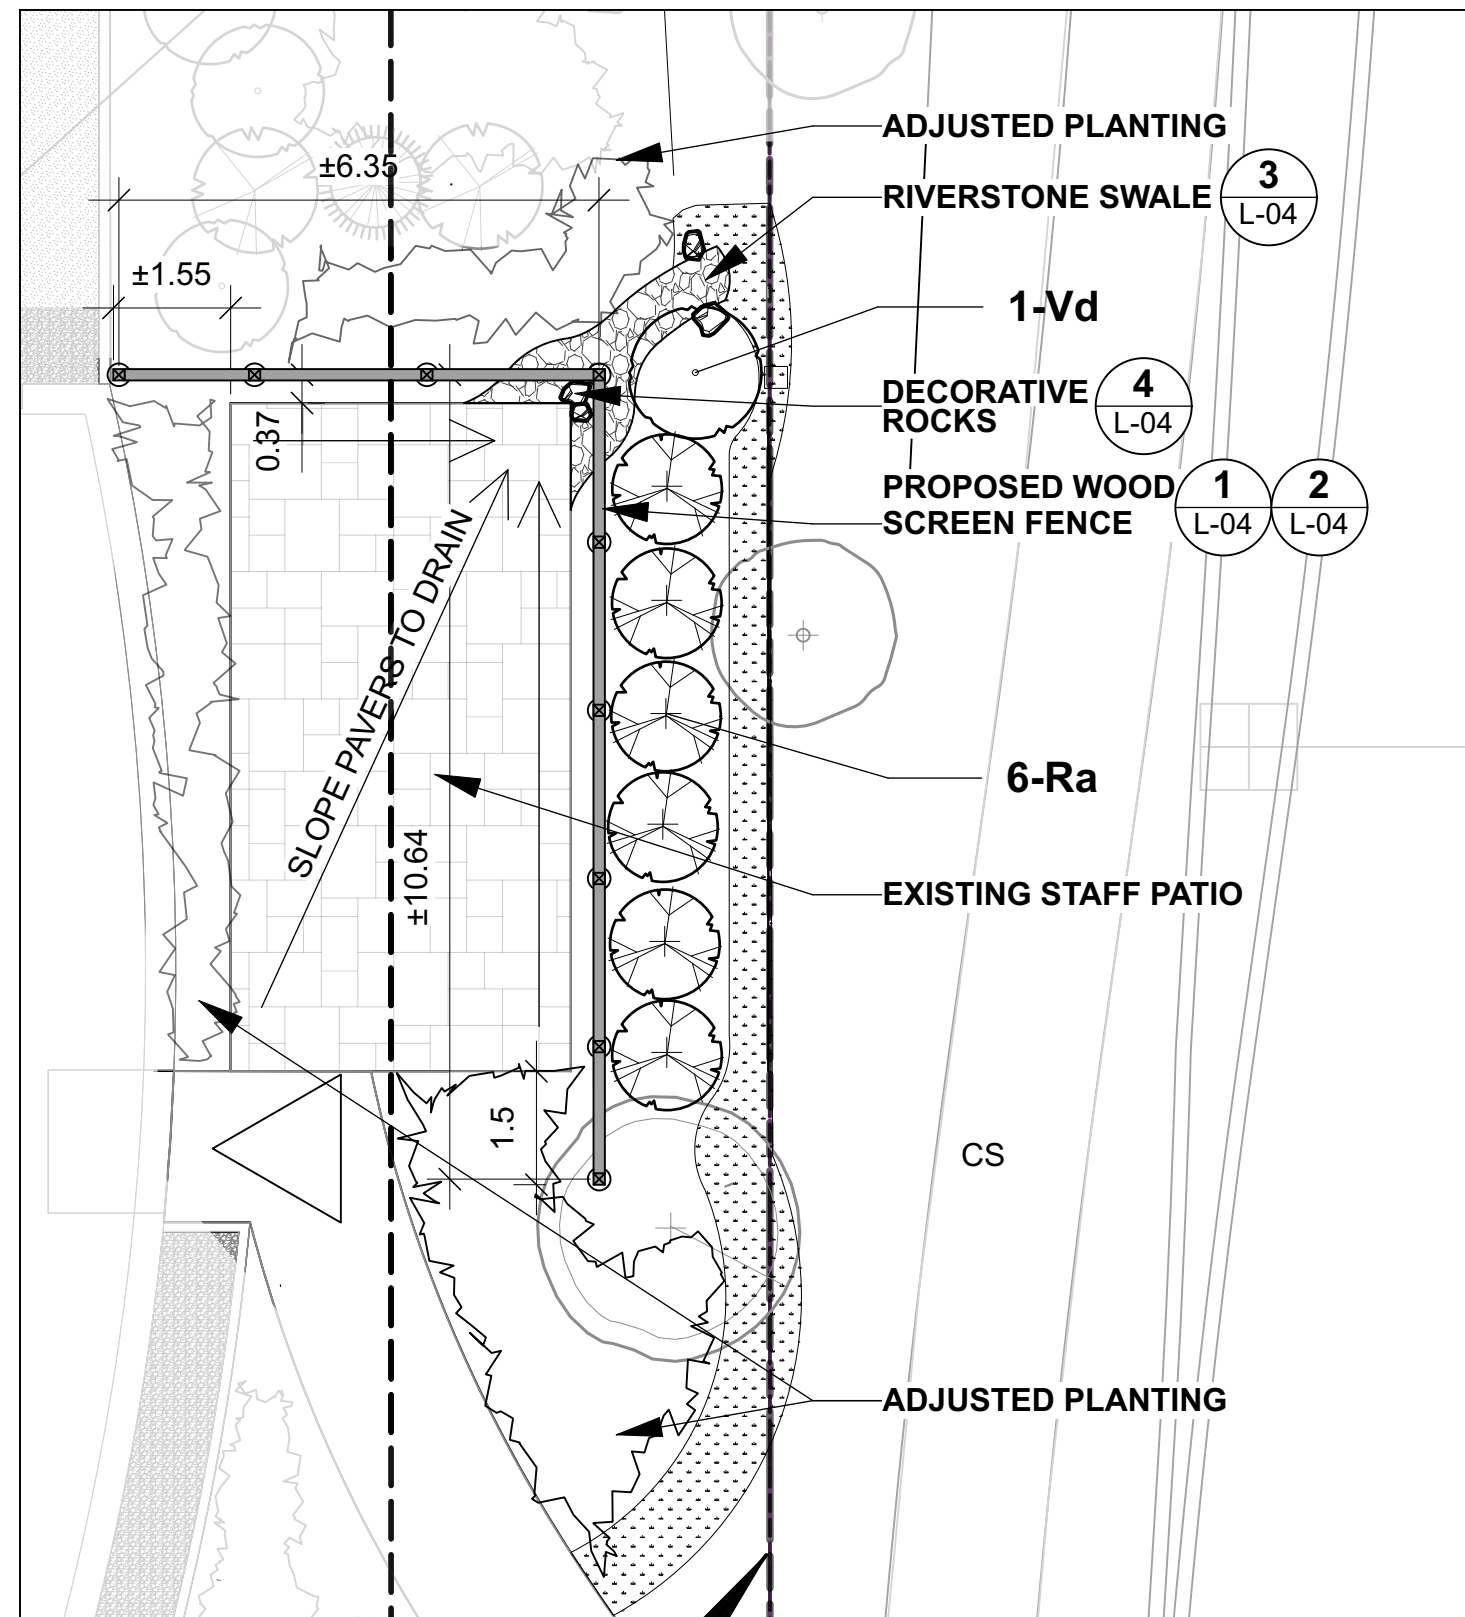 ADJUSTED PLANTING
±6.35
3
RIVERSTONE SWALE
L-04
±1.55
1-Vd
DECORATIVE
ROCKS
4
L-04
0.37
PROPOSED WOOD
SCREEN FENCE
1
L-04
2
L-04
SLOPE PAVERS TO DRAIN
6-Ra
±10.64
EXISTING STAFF PATIO
1.5
CS
ADJUSTED PLANTING